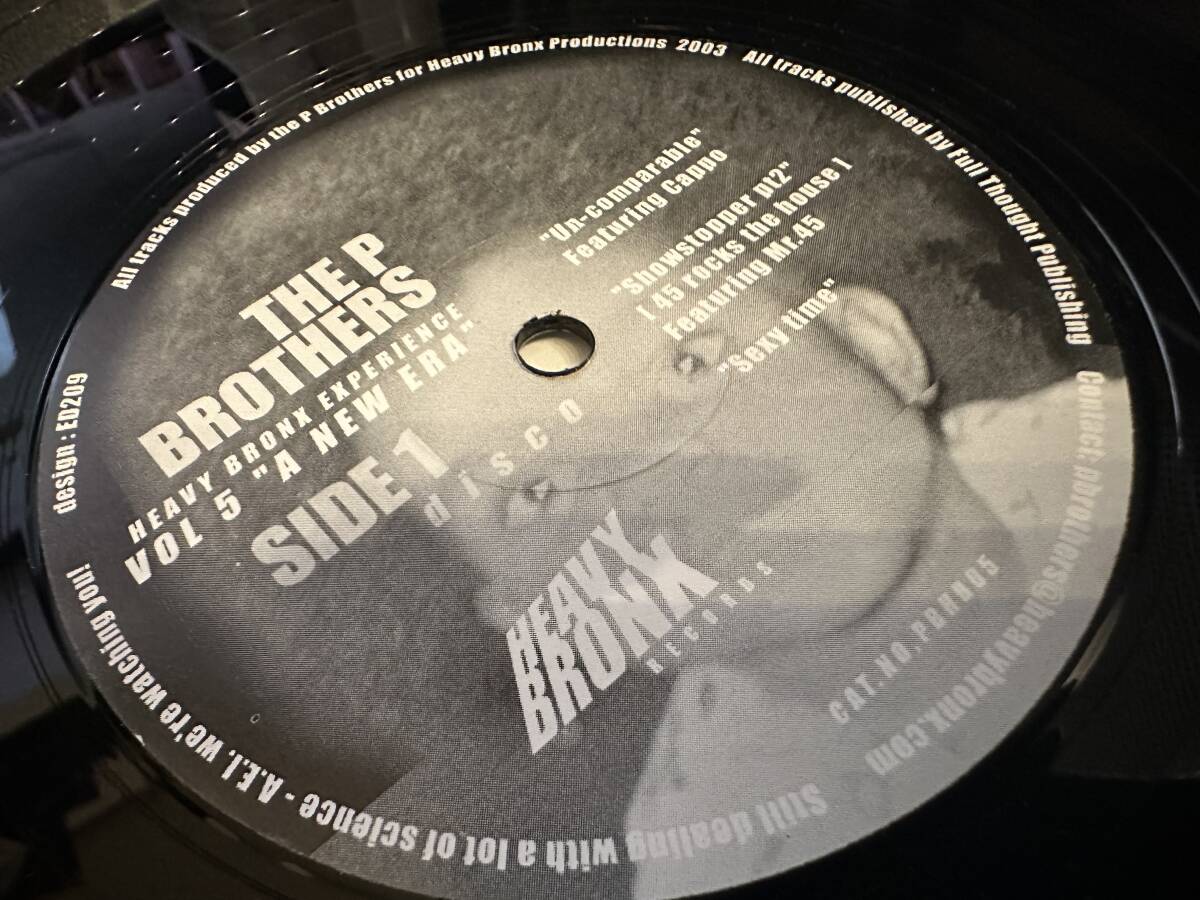 All tracks produced by the P Brothers for Heavy Bronx Productions 2003
All tracks published by Full Thought Publishing
Contact: pbrothers@heavybronx.com
Still dealing with a lot of science - A.E.I. we're watching you!
design : ED209
THE P
BROTHERS
HEAVY BRONX EXPERIENCE
VOL 5 "A NEW ERA"
SIDE 1
disco
"Un-comparable"
Featuring Cappo
"Showstopper pt2"
( 45 rocks the house )
Featuring Mr.45
"Sexy time"
HEAVY
BRONX
RECORDS
CAT.NO. PBHB05